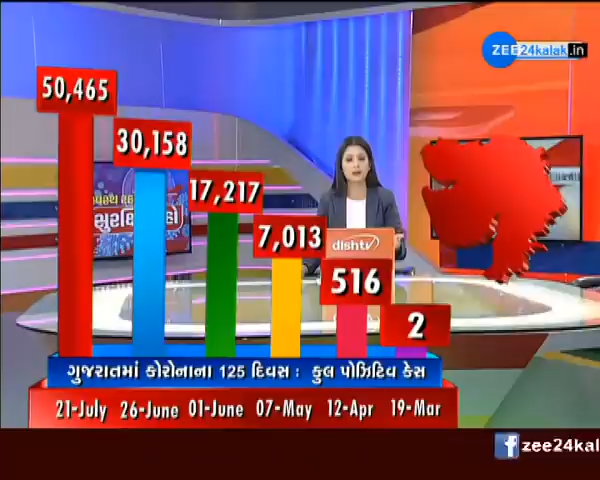 ZEE24kalak.in
50,465
30,158
17,217
7,013
516
2
dishtv
ગુજરાતમાં કોરોનાના 125 દિવસ : કુલ પોઝિટિવ કેસ
21-July 26-June 01-June 07-May 12-Apr 19-Mar
zee24kal